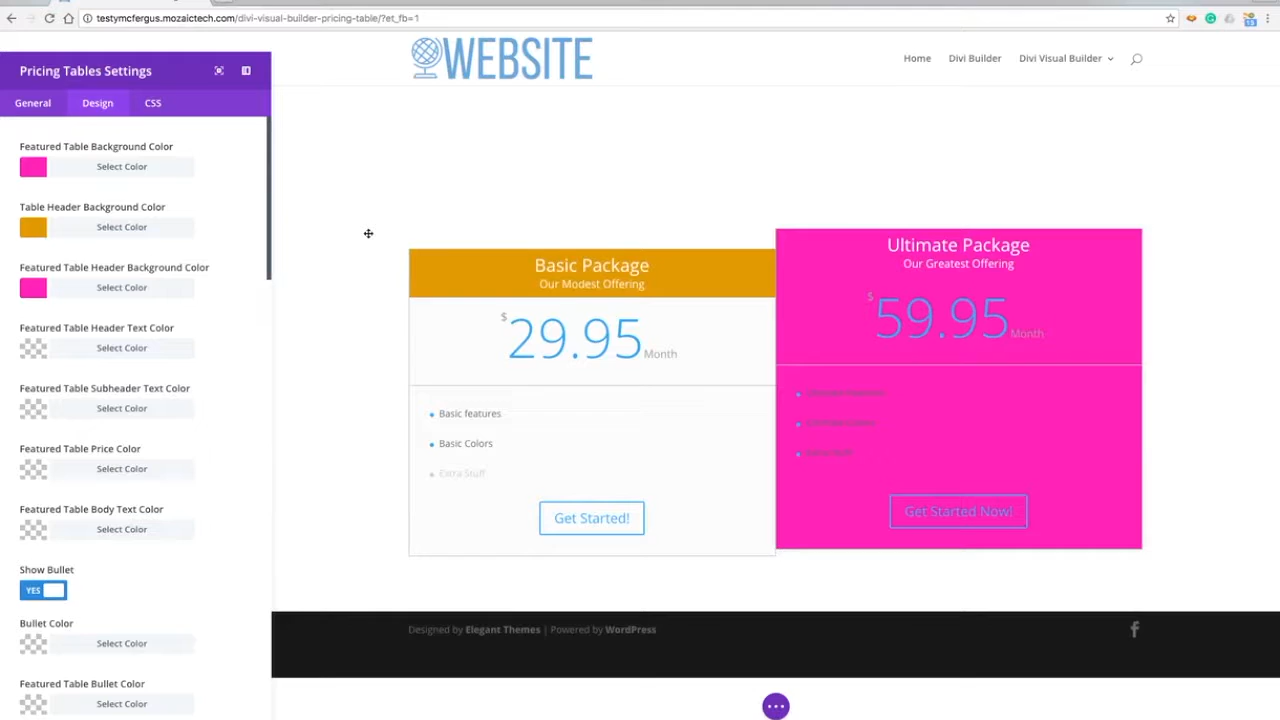 testymcfergus.mozaictech.com/divi-visual-builder-pricing-table/?et_fb=1
WEBSITE
Home Divi Builder Divi Visual Builder
Pricing Tables Settings
General Design CSS
Featured Table Background Color
Select Color
Table Header Background Color
Select Color
Featured Table Header Background Color
Select Color
Featured Table Header Text Color
Select Color
Featured Table Subheader Text Color
Select Color
Featured Table Price Color
Select Color
Featured Table Body Text Color
Select Color
Show Bullet
YES
Bullet Color
Select Color
Featured Table Bullet Color
Select Color
Basic Package
Our Modest Offering
$29.95 Month
Basic features
Basic Colors
Extra Stuff
Get Started!
Ultimate Package
Our Greatest Offering
$59.95 Month
Get Started Now!
Designed by Elegant Themes | Powered by WordPress